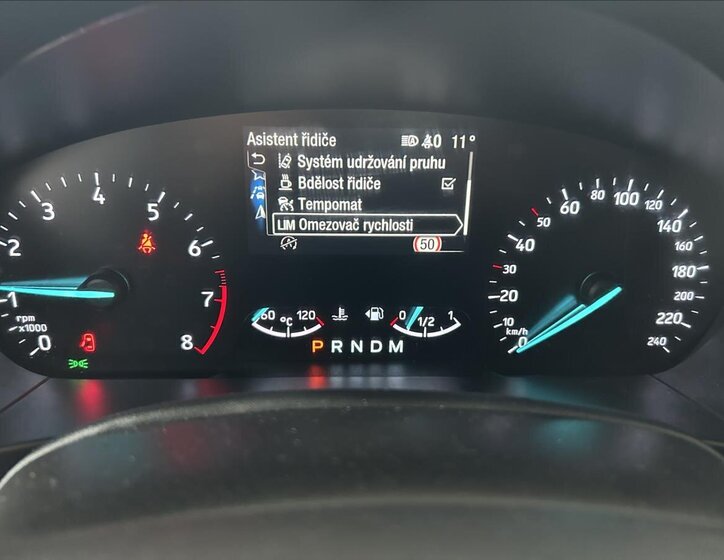 Asistent řidiče 11°
Systém udržování pruhu
Bdělost řidiče
Tempomat
LIM Omezovač rychlosti
50
0 1 2 3 4 5 6 7 8
rpm
x1000
60 °C 120
0 1/2 1
P R N D M
0 10 20 30 40 50 60 80 100 120 140 160 180 200 220 240
km/h